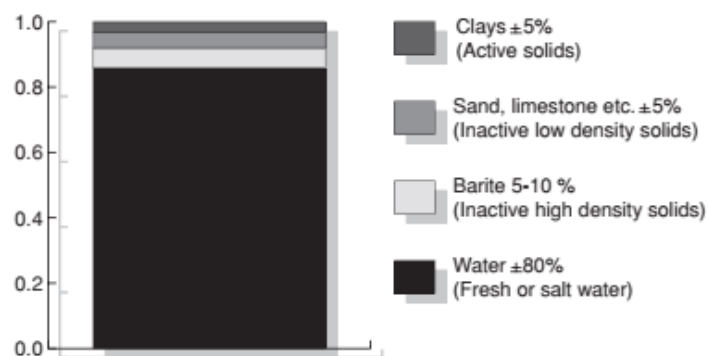 1.0
0.8
0.6
0.4
0.2
0.0
Clays ±5%
(Active solids)
Sand, limestone etc. ±5%
(Inactive low density solids)
Barite 5-10 %
(Inactive high density solids)
Water ±80%
(Fresh or salt water)